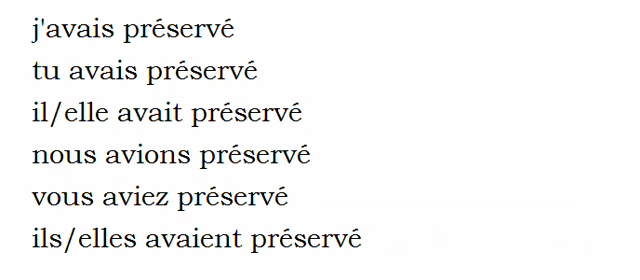 j'avais préservé
tu avais préservé
il/elle avait préservé
nous avions préservé
vous aviez préservé
ils/elles avaient préservé